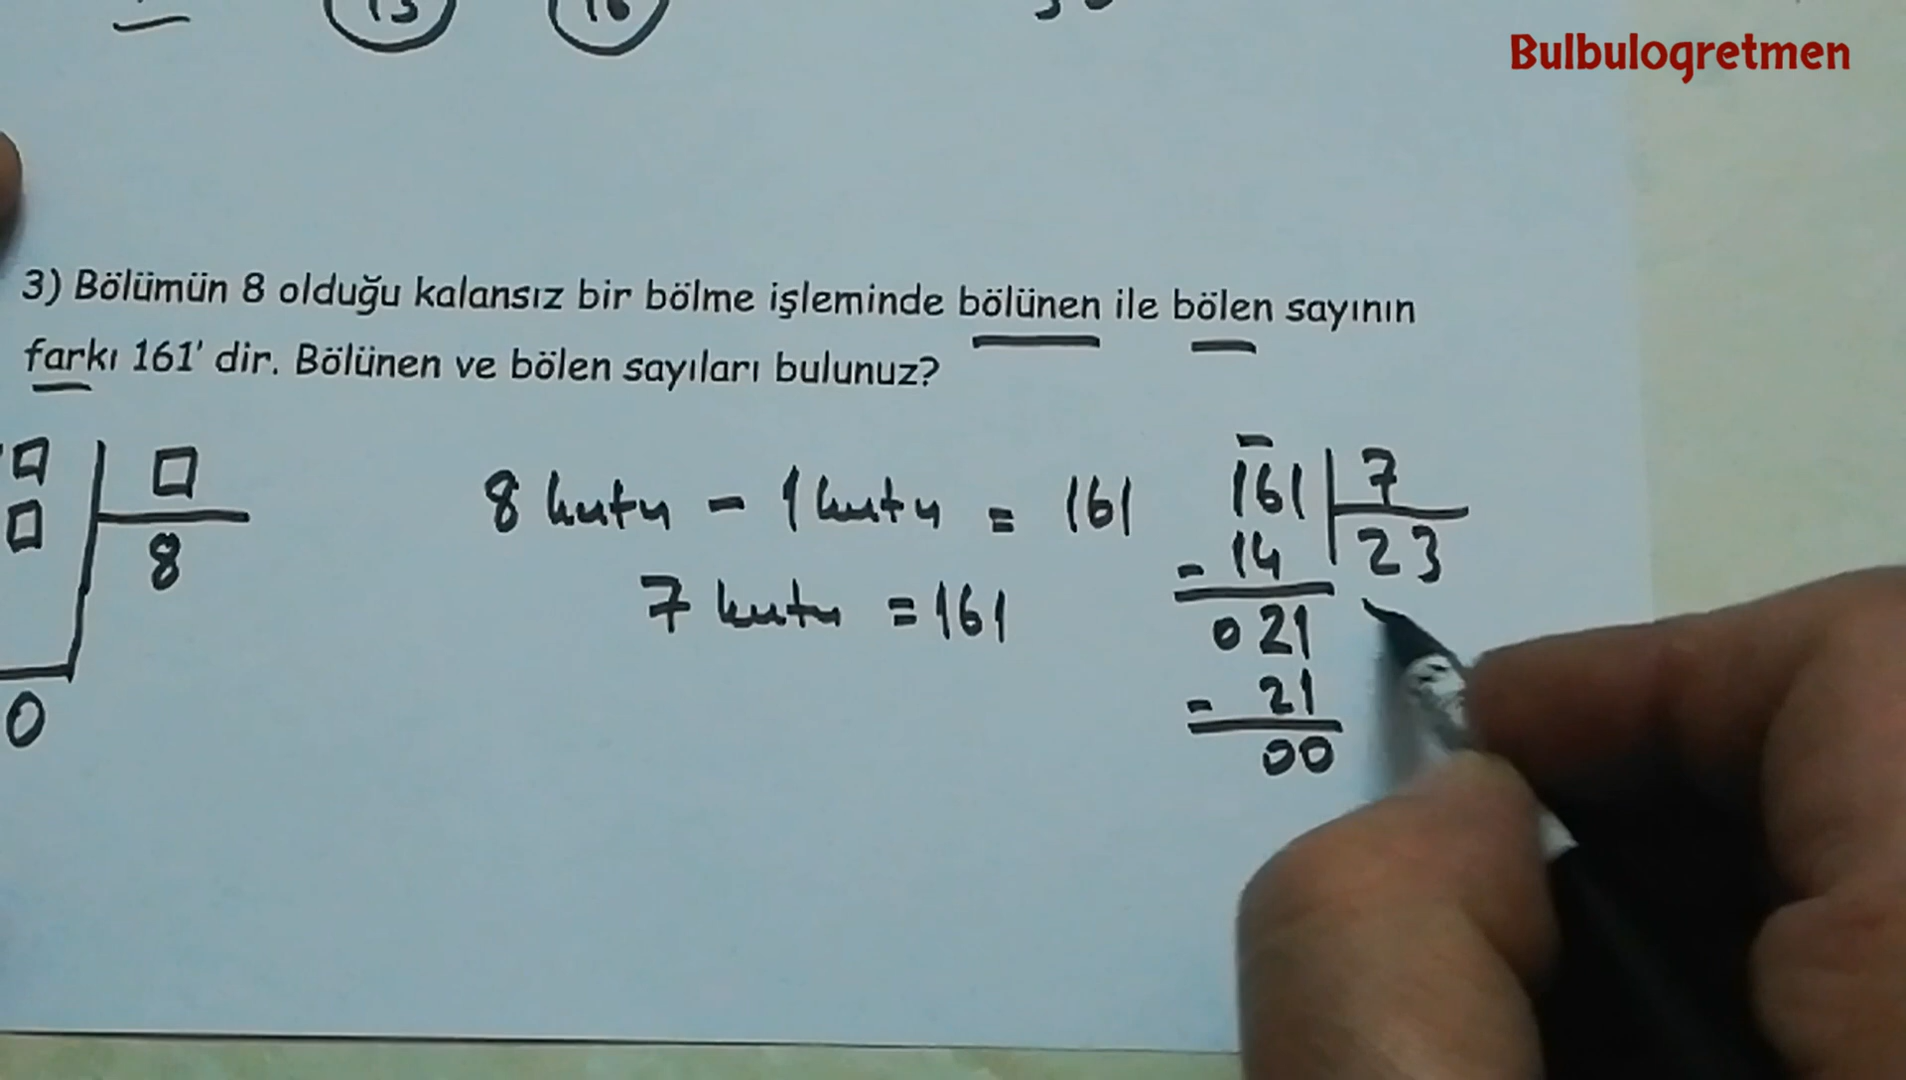 15 16
Bulbulogretmen
3) Bölümün 8 olduğu kalansız bir bölme işleminde bölünen ile bölen sayının
farkı 161' dir. Bölünen ve bölen sayıları bulunuz?
8
0
8 kutu - 1 kutu = 161
7 kutu = 161
161 7
- 14 23
021
- 21
00